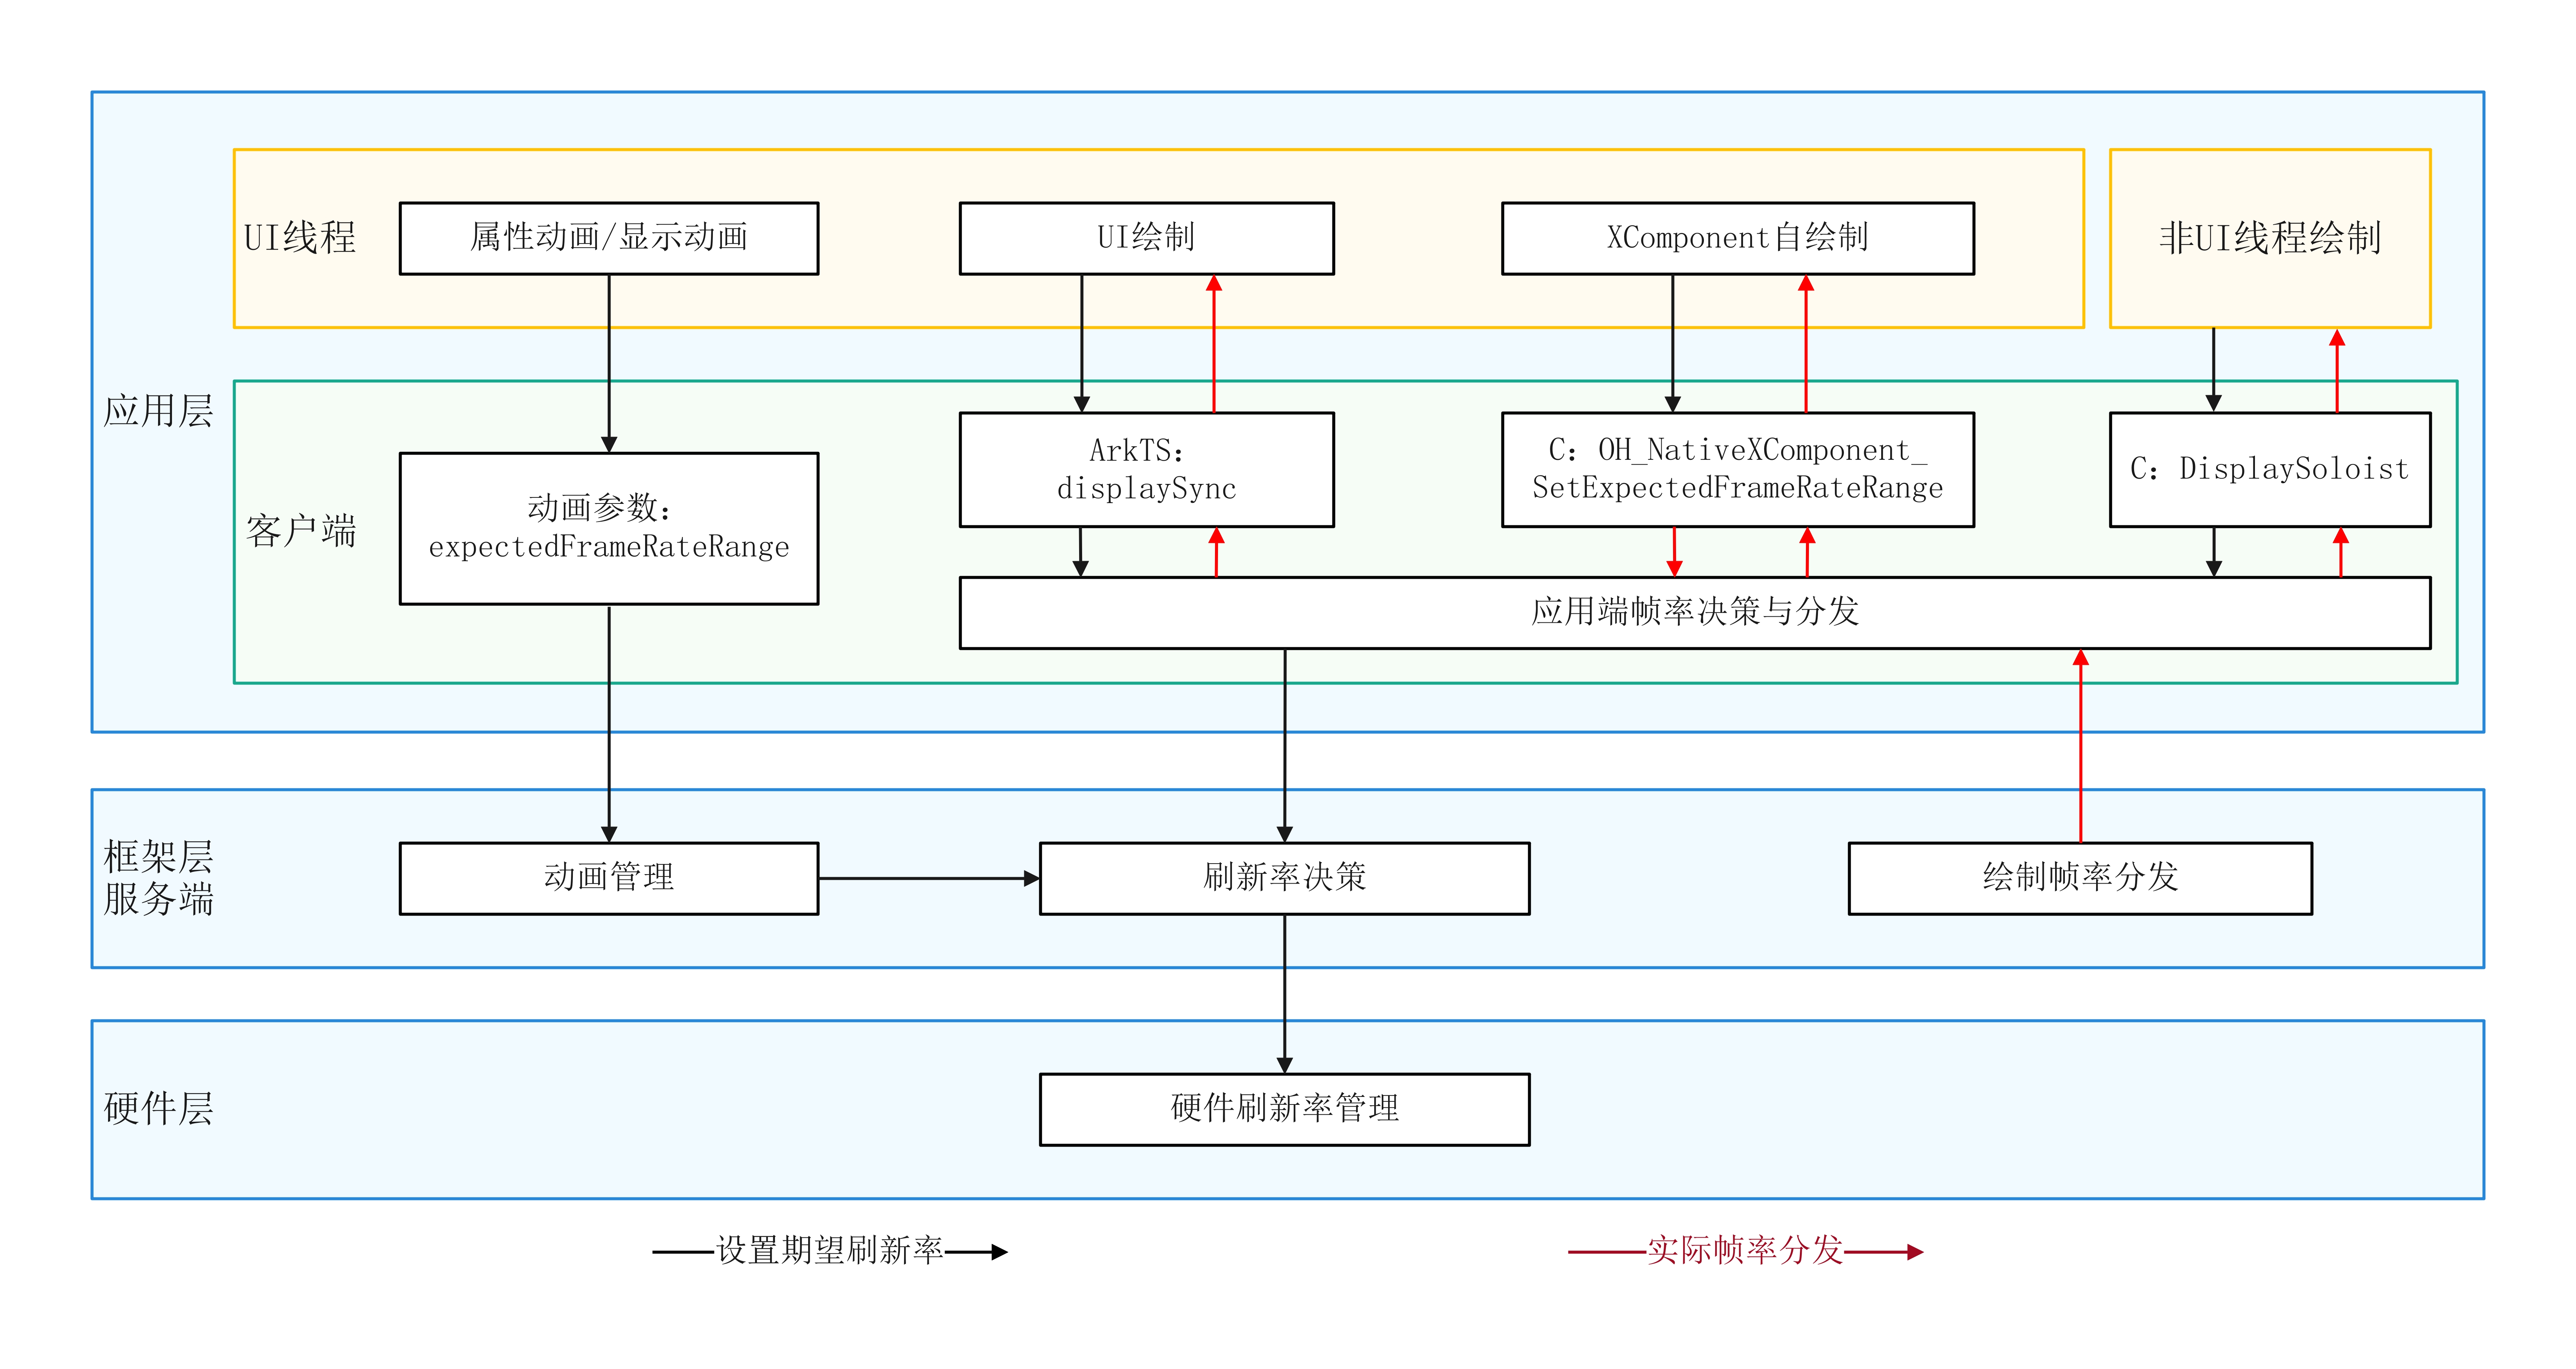 UI线程
属性动画/显示动画
UI绘制
XComponent自绘制
非UI线程绘制
应用层
客户端
动画参数：
expectedFrameRateRange
ArkTS：
displaySync
C：OH_NativeXComponent_
SetExpectedFrameRateRange
C：DisplaySoloist
应用端帧率决策与分发
框架层
服务端
动画管理
刷新率决策
绘制帧率分发
硬件层
硬件刷新率管理
设置期望刷新率
实际帧率分发